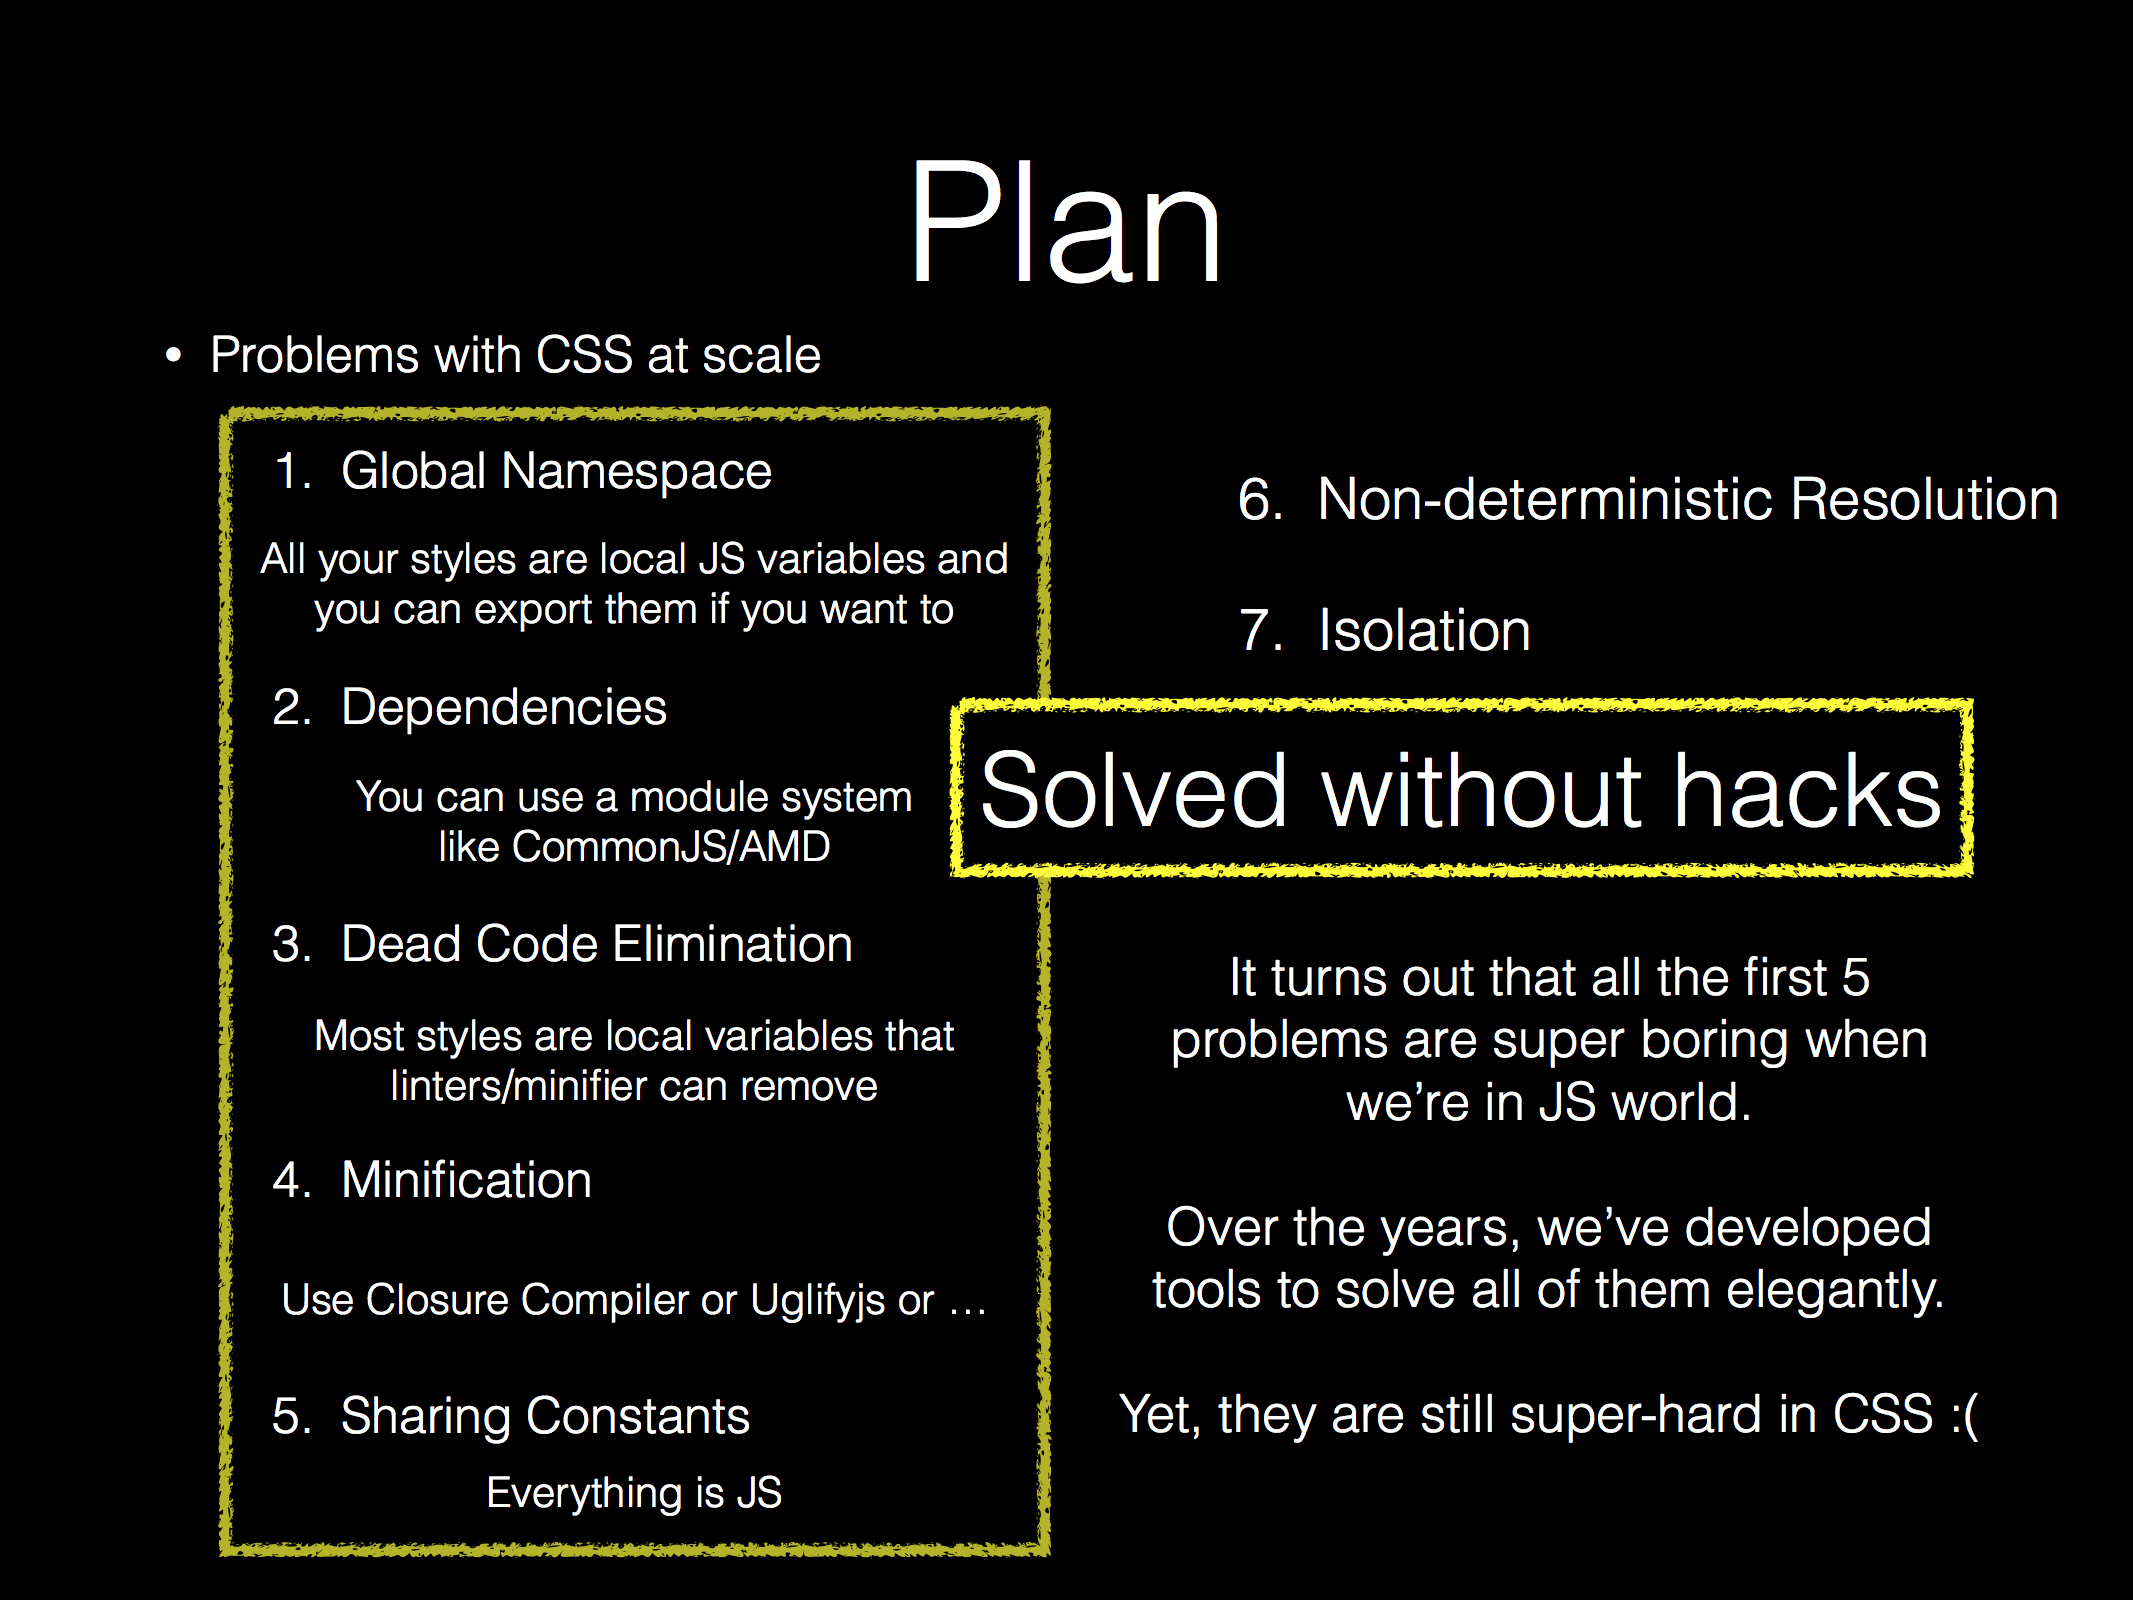 Plan
• Problems with CSS at scale
1. Global Namespace
All your styles are local JS variables and
you can export them if you want to
2. Dependencies
You can use a module system
like CommonJS/AMD
3. Dead Code Elimination
Most styles are local variables that
linters/minifier can remove
4. Minification
Use Closure Compiler or Uglifyjs or …
5. Sharing Constants
Everything is JS
6. Non-deterministic Resolution
7. Isolation
Solved without hacks
It turns out that all the first 5
problems are super boring when
we’re in JS world.
Over the years, we’ve developed
tools to solve all of them elegantly.
Yet, they are still super-hard in CSS :(